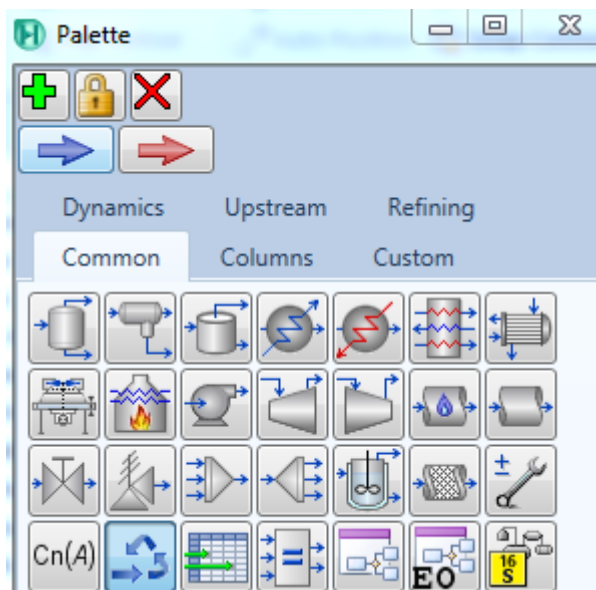 Palette
Dynamics Upstream Refining
Common Columns Custom
Cn(A)
EO
16
S